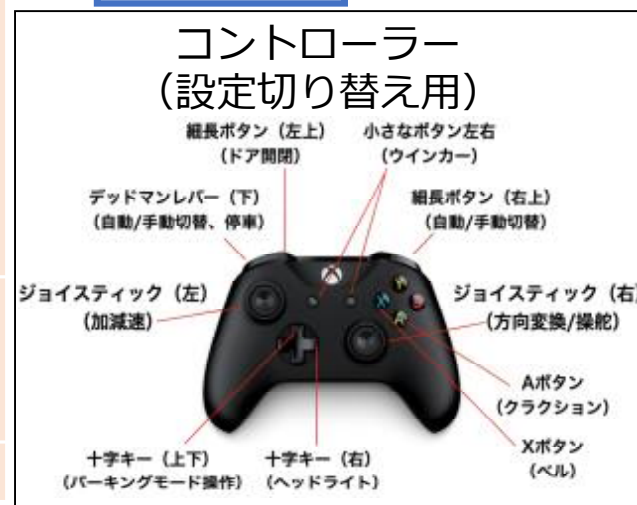 コントローラー
（設定切り替え用）
細長ボタン（左上）
（ドア開閉）
小さなボタン左右
（ウインカー）
デッドマンレバー（下）
（自動/手動切替、停車）
細長ボタン（右上）
（自動/手動切替）
ジョイスティック（左）
（加減速）
ジョイスティック（右）
（方向変換/操舵）
Aボタン
（クラクション）
Xボタン
（ベル）
十字キー（上下）
（パーキングモード操作）
十字キー（右）
（ヘッドライト）